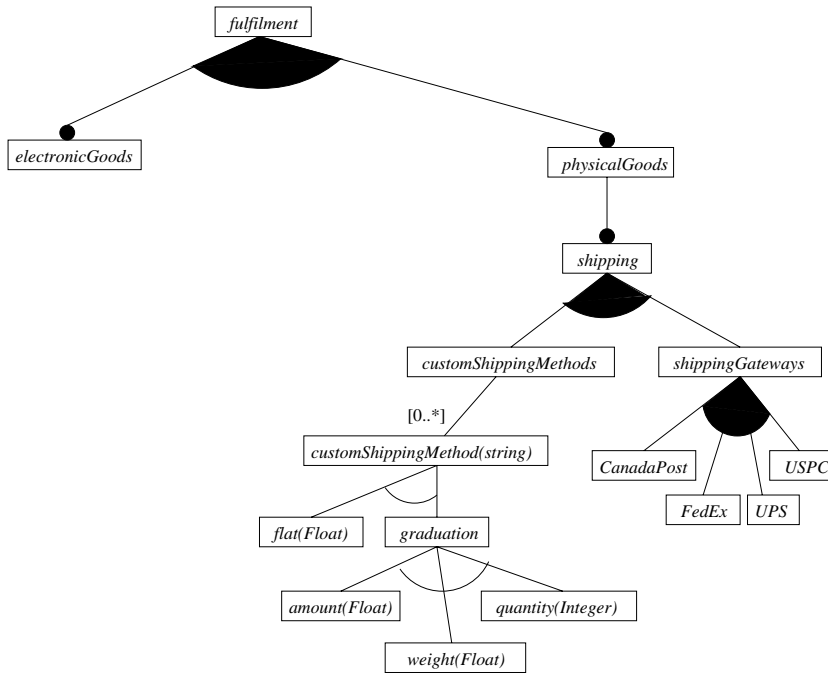 fulfilment
electronicGoods
physicalGoods
shipping
customShippingMethods
shippingGateways
[0..*]
customShippingMethod(string)
CanadaPost
USPC
FedEx
UPS
flat(Float)
graduation
amount(Float)
quantity(Integer)
weight(Float)